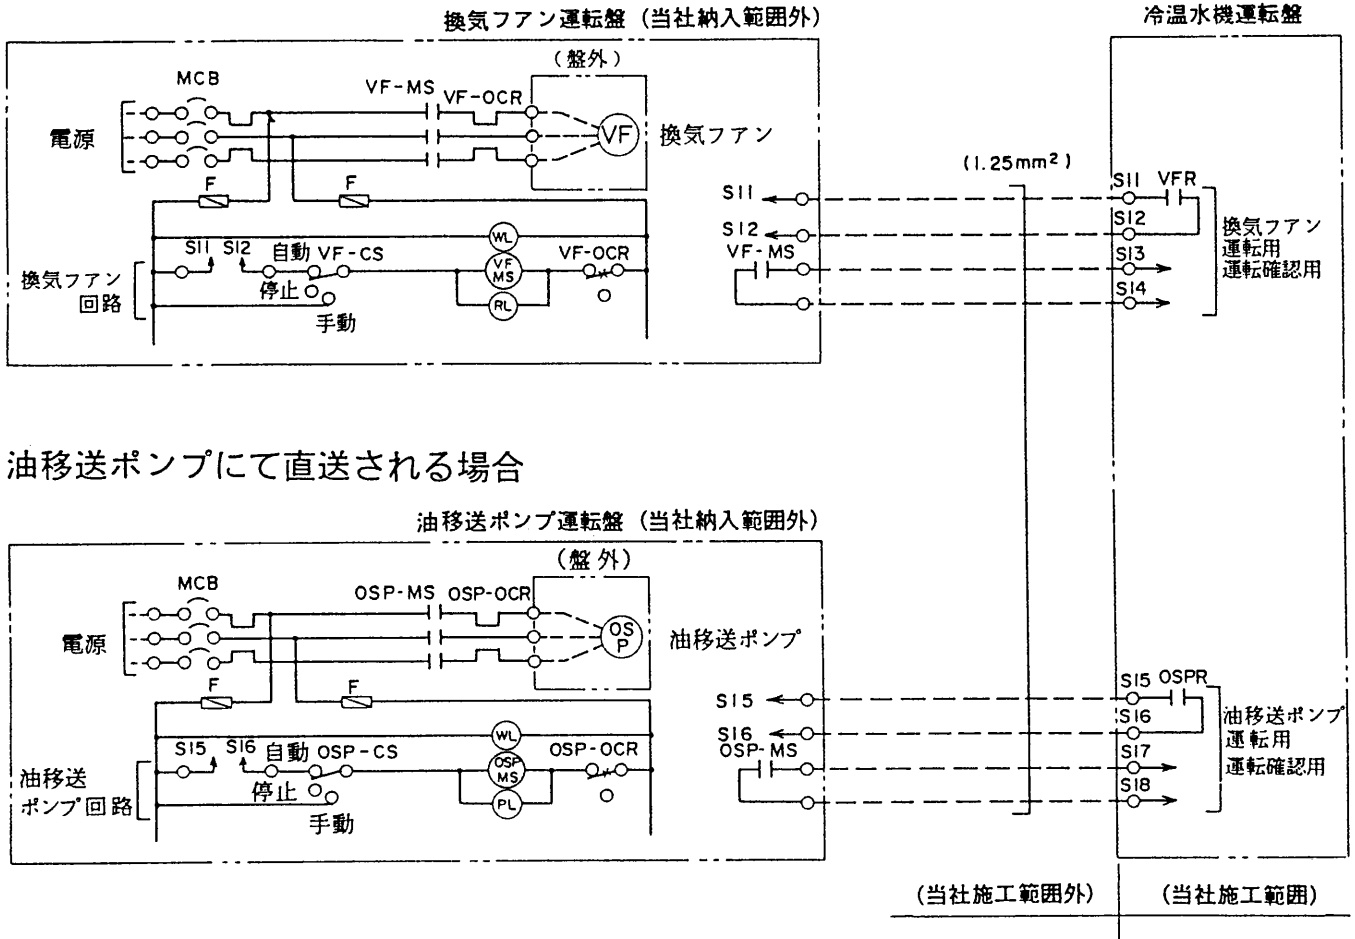 換気フアン運転盤(当社納入範囲外)
冷温水機運転盤
(盤外)
MCB
VF-MS
VF-OCR
電源
VF
換気フアン
F
F
(1.25mm²)
S11
S11
VFR
S12
S12
VF-MS
S13
S14
換気フアン
運転用
運転確認用
WL
S11
S12
自動
VF-CS
VF
MS
VF-OCR
換気フアン
回路
停止
RL
手動
油移送ポンプにて直送される場合
油移送ポンプ運転盤(当社納入範囲外)
(盤外)
MCB
OSP-MS
OSP-OCR
電源
OS
P
油移送ポンプ
F
F
S15
S15
OSPR
S16
S16
OSP-MS
S17
S18
油移送ポンプ
運転用
運転確認用
WL
S15
S16
自動
OSP-CS
OSP
MS
OSP-OCR
油移送
ポンプ回路
停止
PL
手動
(当社施工範囲外)
(当社施工範囲)